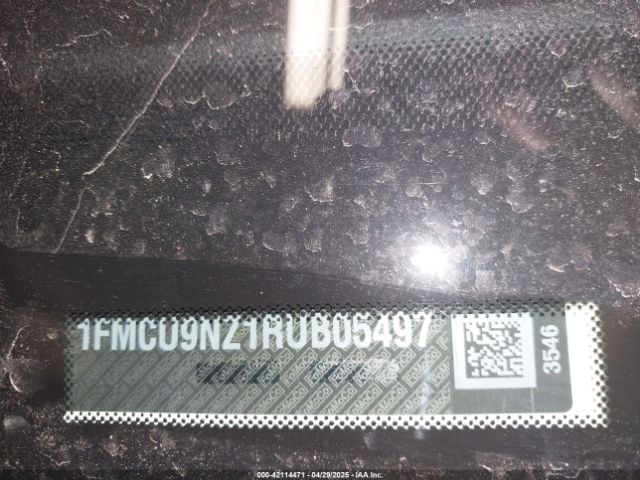 1FMCU9NZ1RUB05497
3546
000-42114471 | 04/29/2025 | IAA Inc.